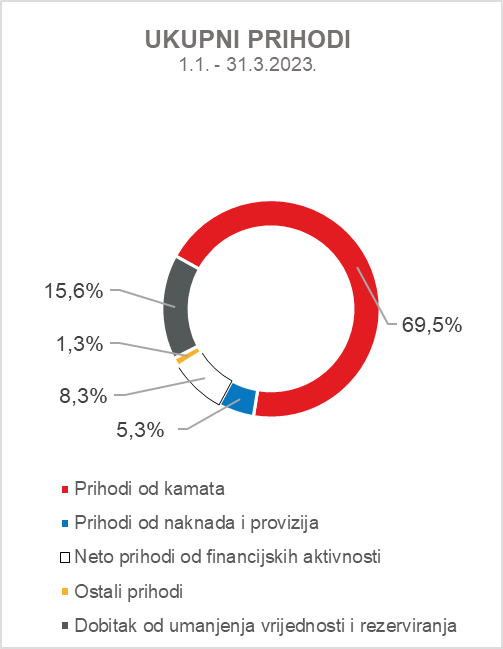 UKUPNI PRIHODI
1.1. - 31.3.2023.
15,6%
69,5%
1,3%
8,3%
5,3%
Prihodi od kamata
Prihodi od naknada i provizija
Neto prihodi od financijskih aktivnosti
Ostali prihodi
Dobitak od umanjenja vrijednosti i rezerviranja